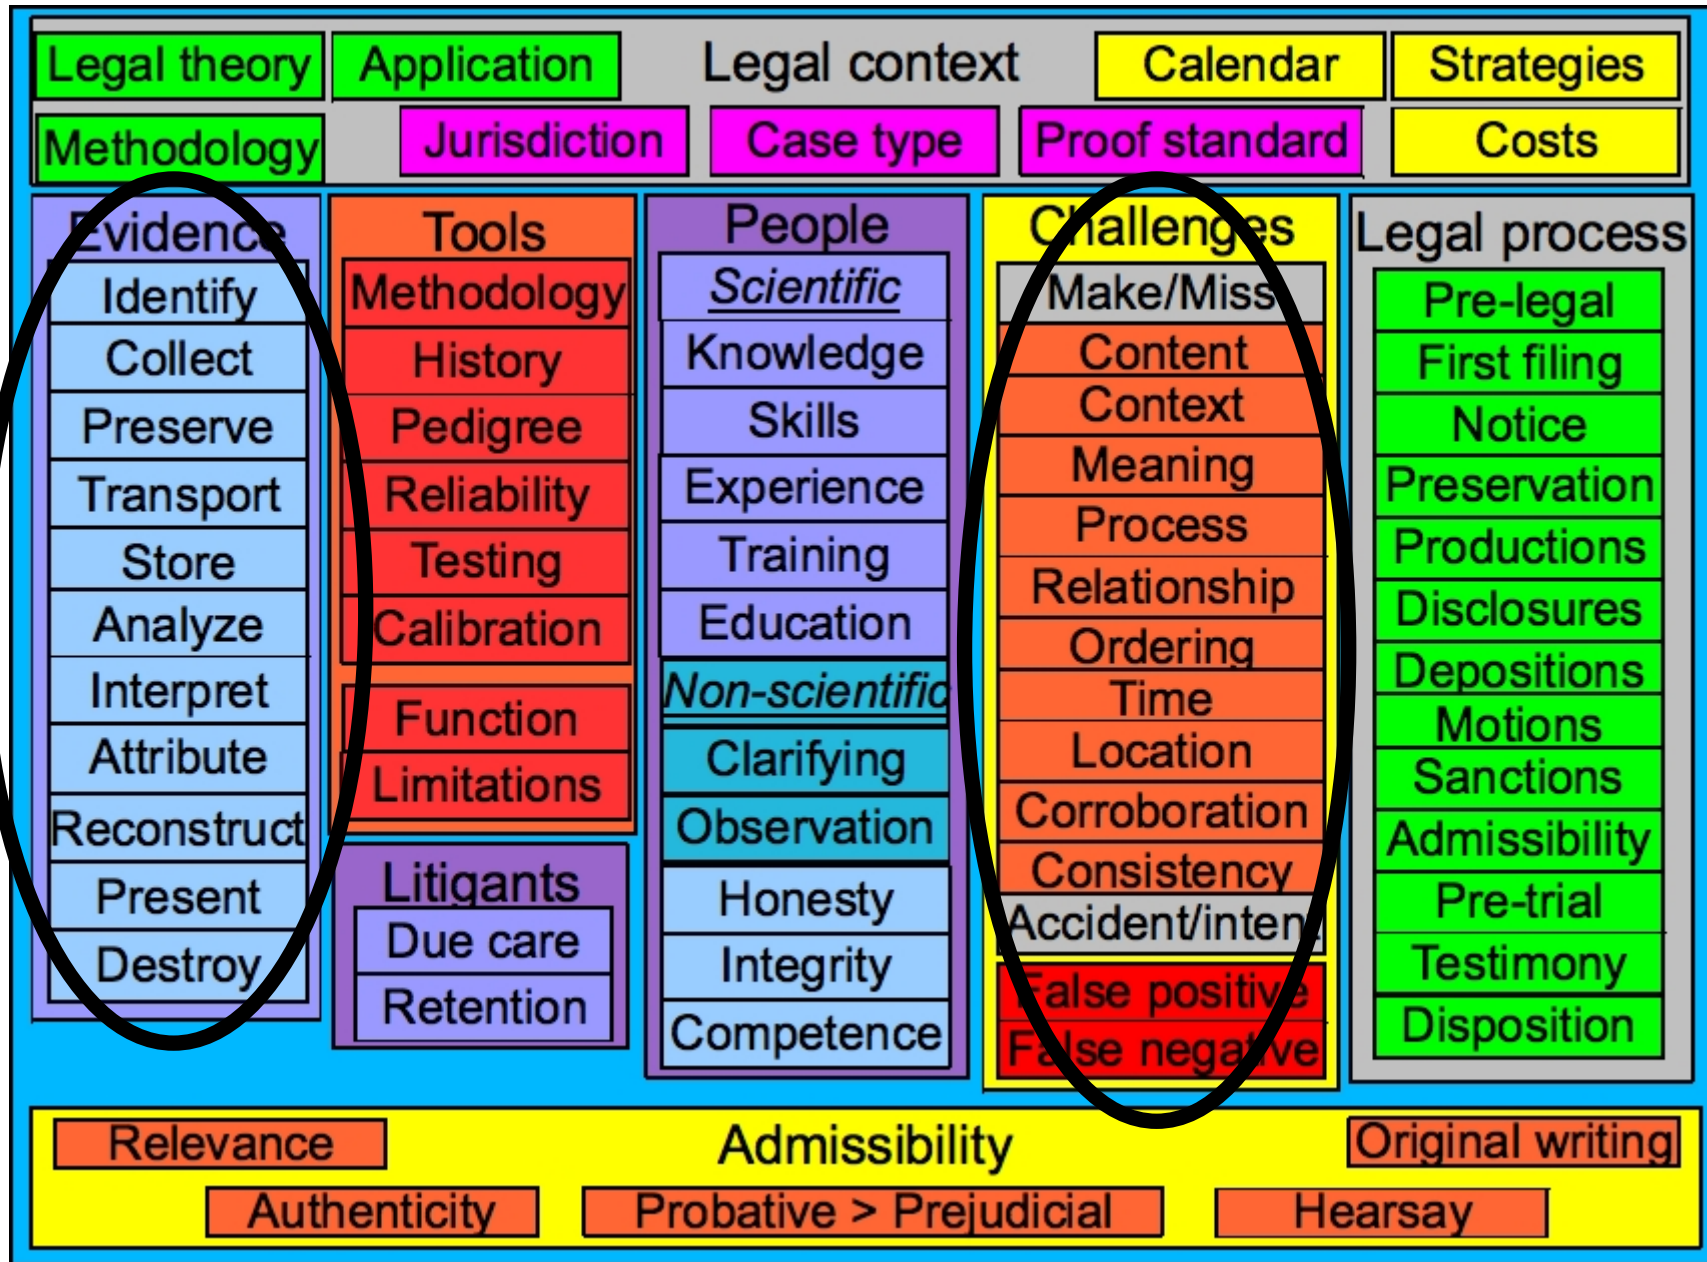 Legal theory Application Legal context Calendar Strategies
Methodology Jurisdiction Case type Proof standard Costs
Evidence
Identify
Collect
Preserve
Transport
Store
Analyze
Interpret
Attribute
Reconstruct
Present
Destroy
Tools
Methodology
History
Pedigree
Reliability
Testing
Calibration
Function
Limitations
Litigants
Due care
Retention
People
Scientific
Knowledge
Skills
Experience
Training
Education
Non-scientific
Clarifying
Observation
Honesty
Integrity
Competence
Challenges
Make/Miss
Content
Context
Meaning
Process
Relationship
Ordering
Time
Location
Corroboration
Consistency
Accident/intent
False positive
False negative
Legal process
Pre-legal
First filing
Notice
Preservation
Productions
Disclosures
Depositions
Motions
Sanctions
Admissibility
Pre-trial
Testimony
Disposition
Relevance Admissibility Original writing
Authenticity Probative > Prejudicial Hearsay